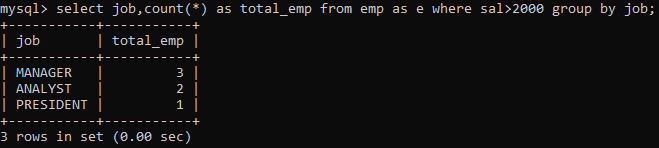 mysql> select job,count(*) as total_emp from emp as e where sal>2000 group by job;
+-----------+-----------+
| job       | total_emp |
+-----------+-----------+
| MANAGER   |         3 |
| ANALYST   |         2 |
| PRESIDENT |         1 |
+-----------+-----------+
3 rows in set (0.00 sec)